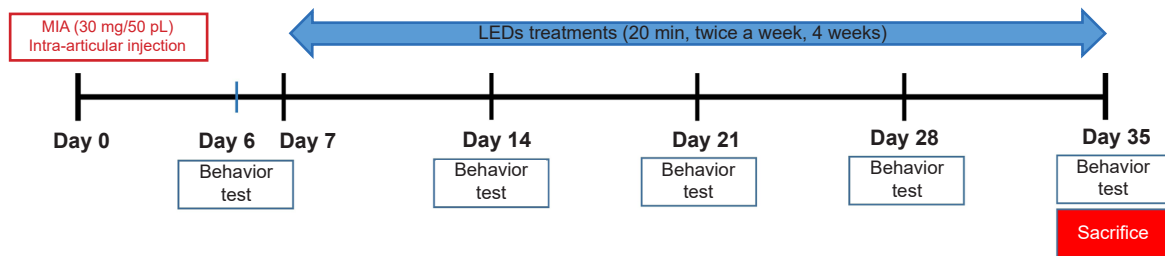 MIA (30 mg/50 pL)
Intra-articular injection
LEDs treatments (20 min, twice a week, 4 weeks)
Day 0
Day 6
Day 7
Day 14
Day 21
Day 28
Day 35
Behavior
test
Behavior
test
Behavior
test
Behavior
test
Behavior
test
Sacrifice